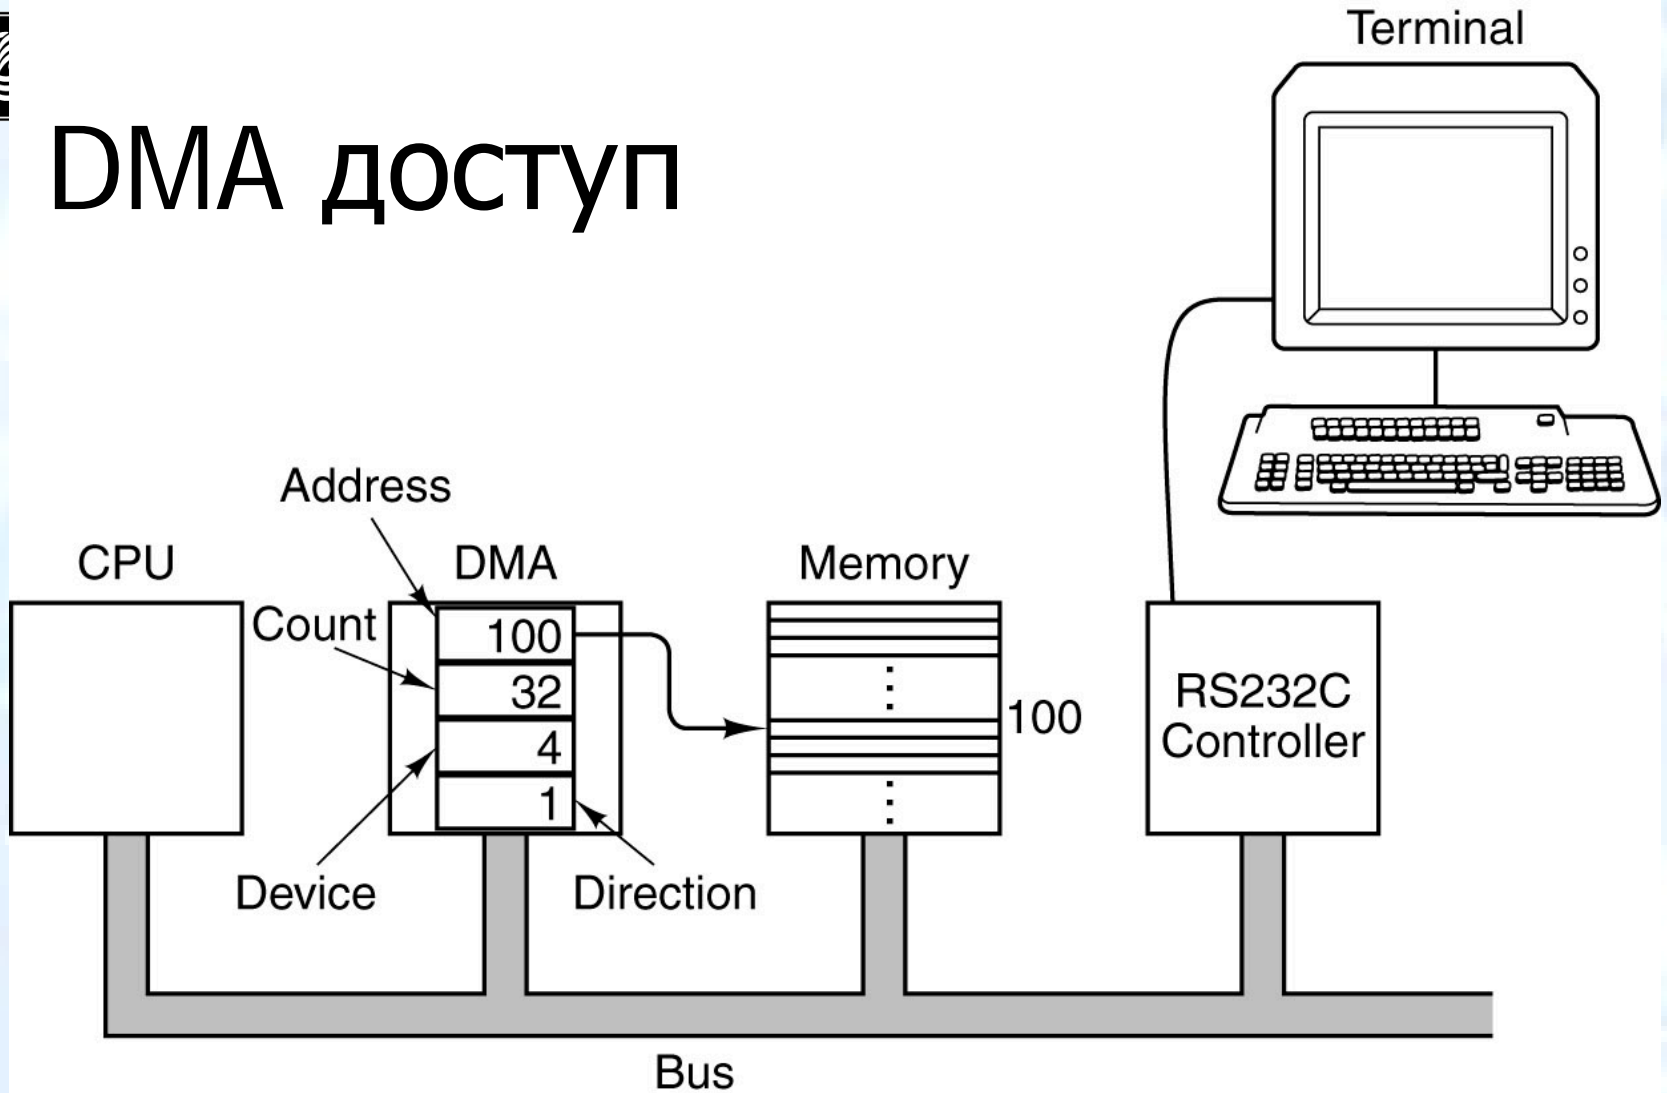 Terminal
DMA доступ
Address
CPU
DMA
Memory
Count
100
32
4
1
100
RS232C
Controller
Device
Direction
Bus